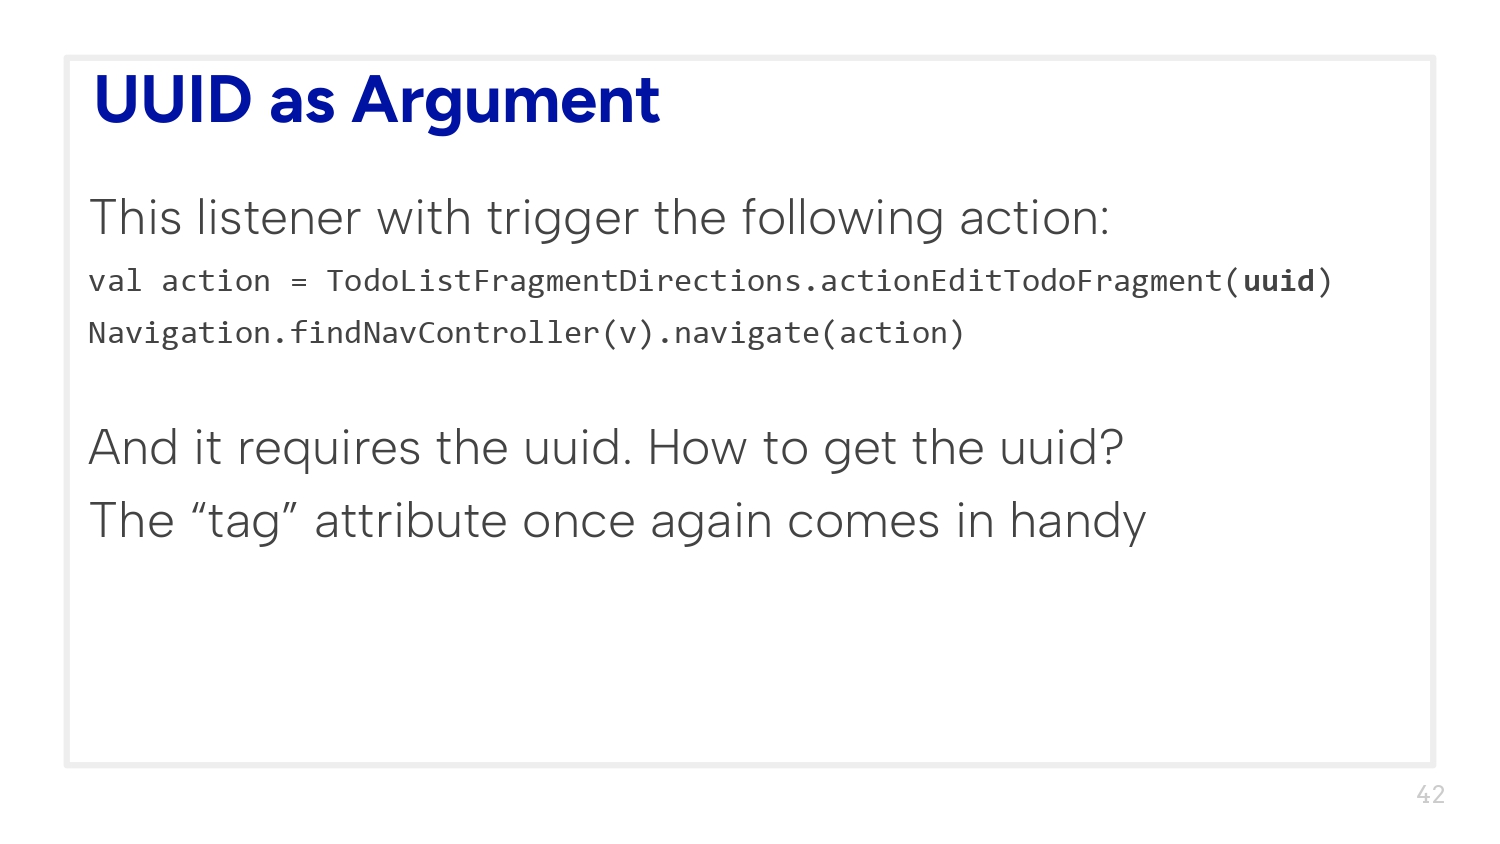 UUID as Argument
This listener with trigger the following action:
val action = TodoListFragmentDirections.actionEditTodoFragment(uuid)
Navigation.findNavController(v).navigate(action)
And it requires the uuid. How to get the uuid?
The “tag” attribute once again comes in handy
42